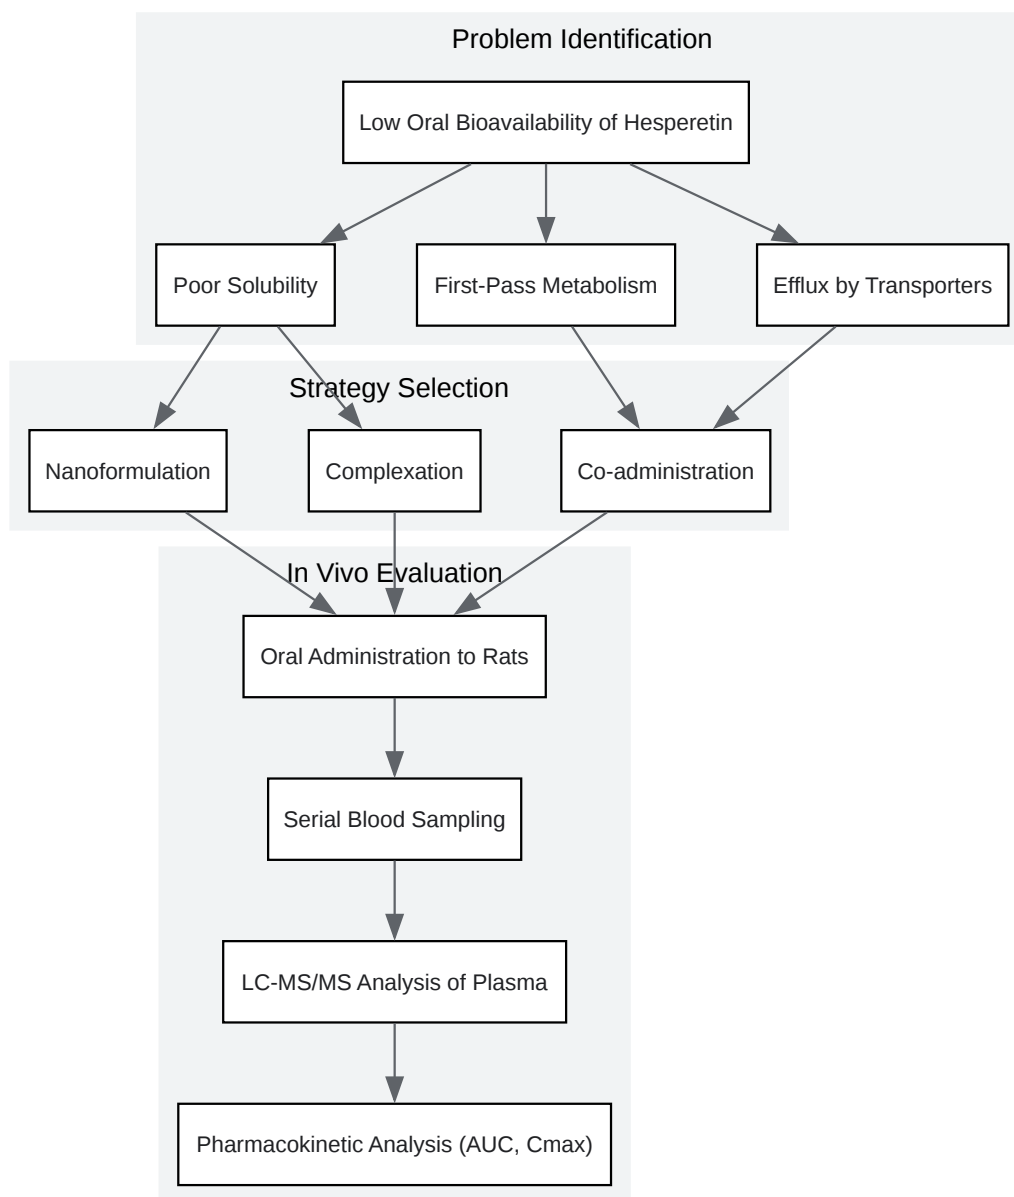 Problem Identification
Low Oral Bioavailability of Hesperetin
Poor Solubility
First-Pass Metabolism
Efflux by Transporters
Strategy Selection
Nanoformulation
Complexation
Co-administration
In Vivo Evaluation
Oral Administration to Rats
Serial Blood Sampling
LC-MS/MS Analysis of Plasma
Pharmacokinetic Analysis (AUC, Cmax)